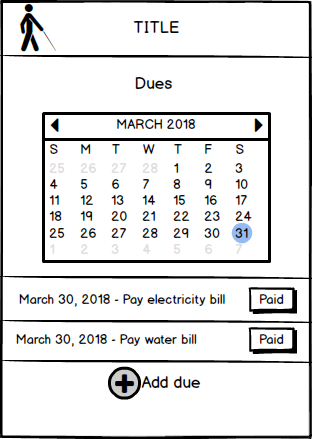 TITLE
Dues
MARCH 2018
S M T W T F S
25 26 27 28 1 2 3
4 5 6 7 8 9 10
11 12 13 14 15 16 17
18 19 20 21 22 23 24
25 26 27 28 29 30 31
1 2 3 4 5 6 7
March 30, 2018 - Pay electricity bill Paid
March 30, 2018 - Pay water bill Paid
Add due